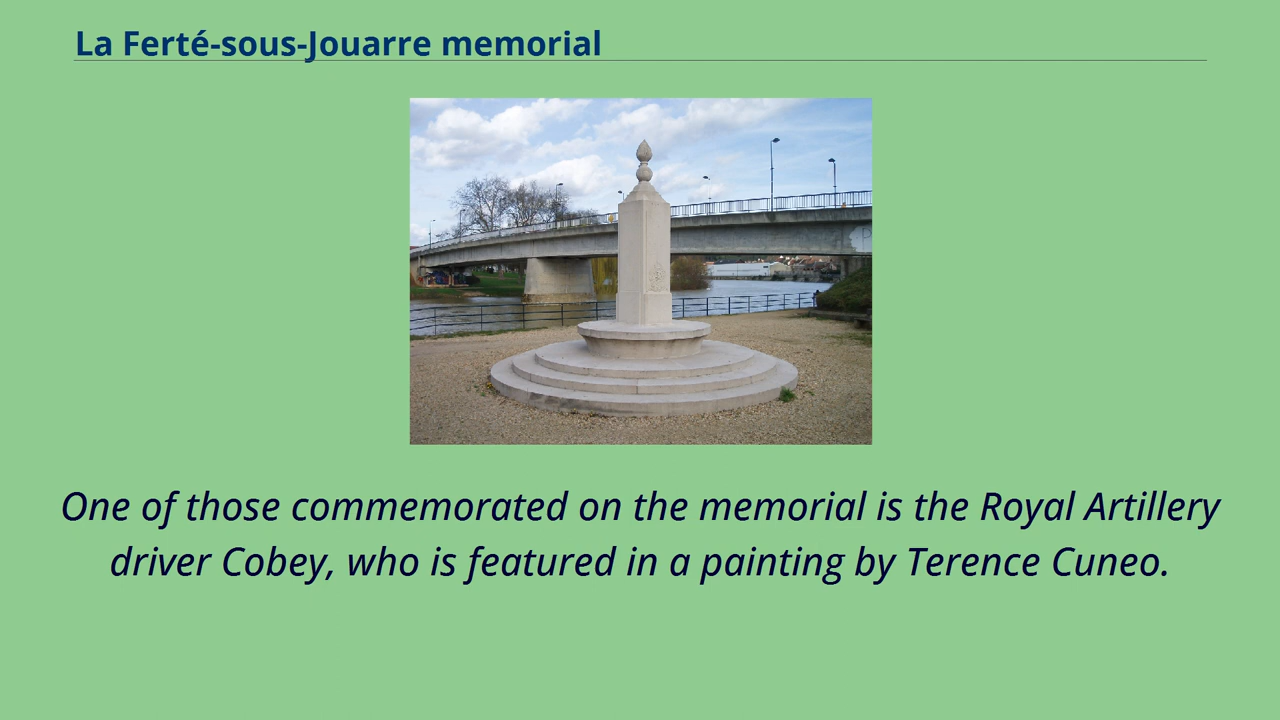 La Ferté-sous-Jouarre memorial
One of those commemorated on the memorial is the Royal Artillery
driver Cobey, who is featured in a painting by Terence Cuneo.